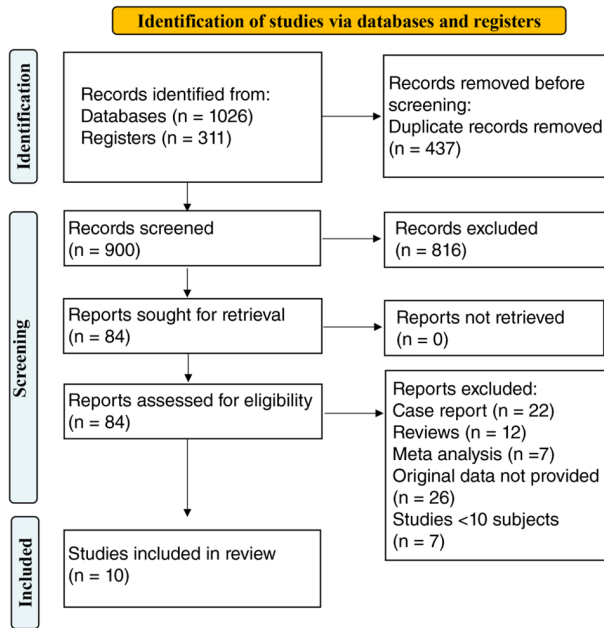 Identification of studies via databases and registers
Identification
Records identified from:
Databases (n = 1026)
Registers (n = 311)
Records removed before
screening:
Duplicate records removed
(n = 437)
Screening
Records screened
(n = 900)
Records excluded
(n = 816)
Reports sought for retrieval
(n = 84)
Reports not retrieved
(n = 0)
Reports assessed for eligibility
(n = 84)
Reports excluded:
Case report (n = 22)
Reviews (n = 12)
Meta analysis (n =7)
Original data not provided
(n = 26)
Studies <10 subjects
(n = 7)
Included
Studies included in review
(n = 10)